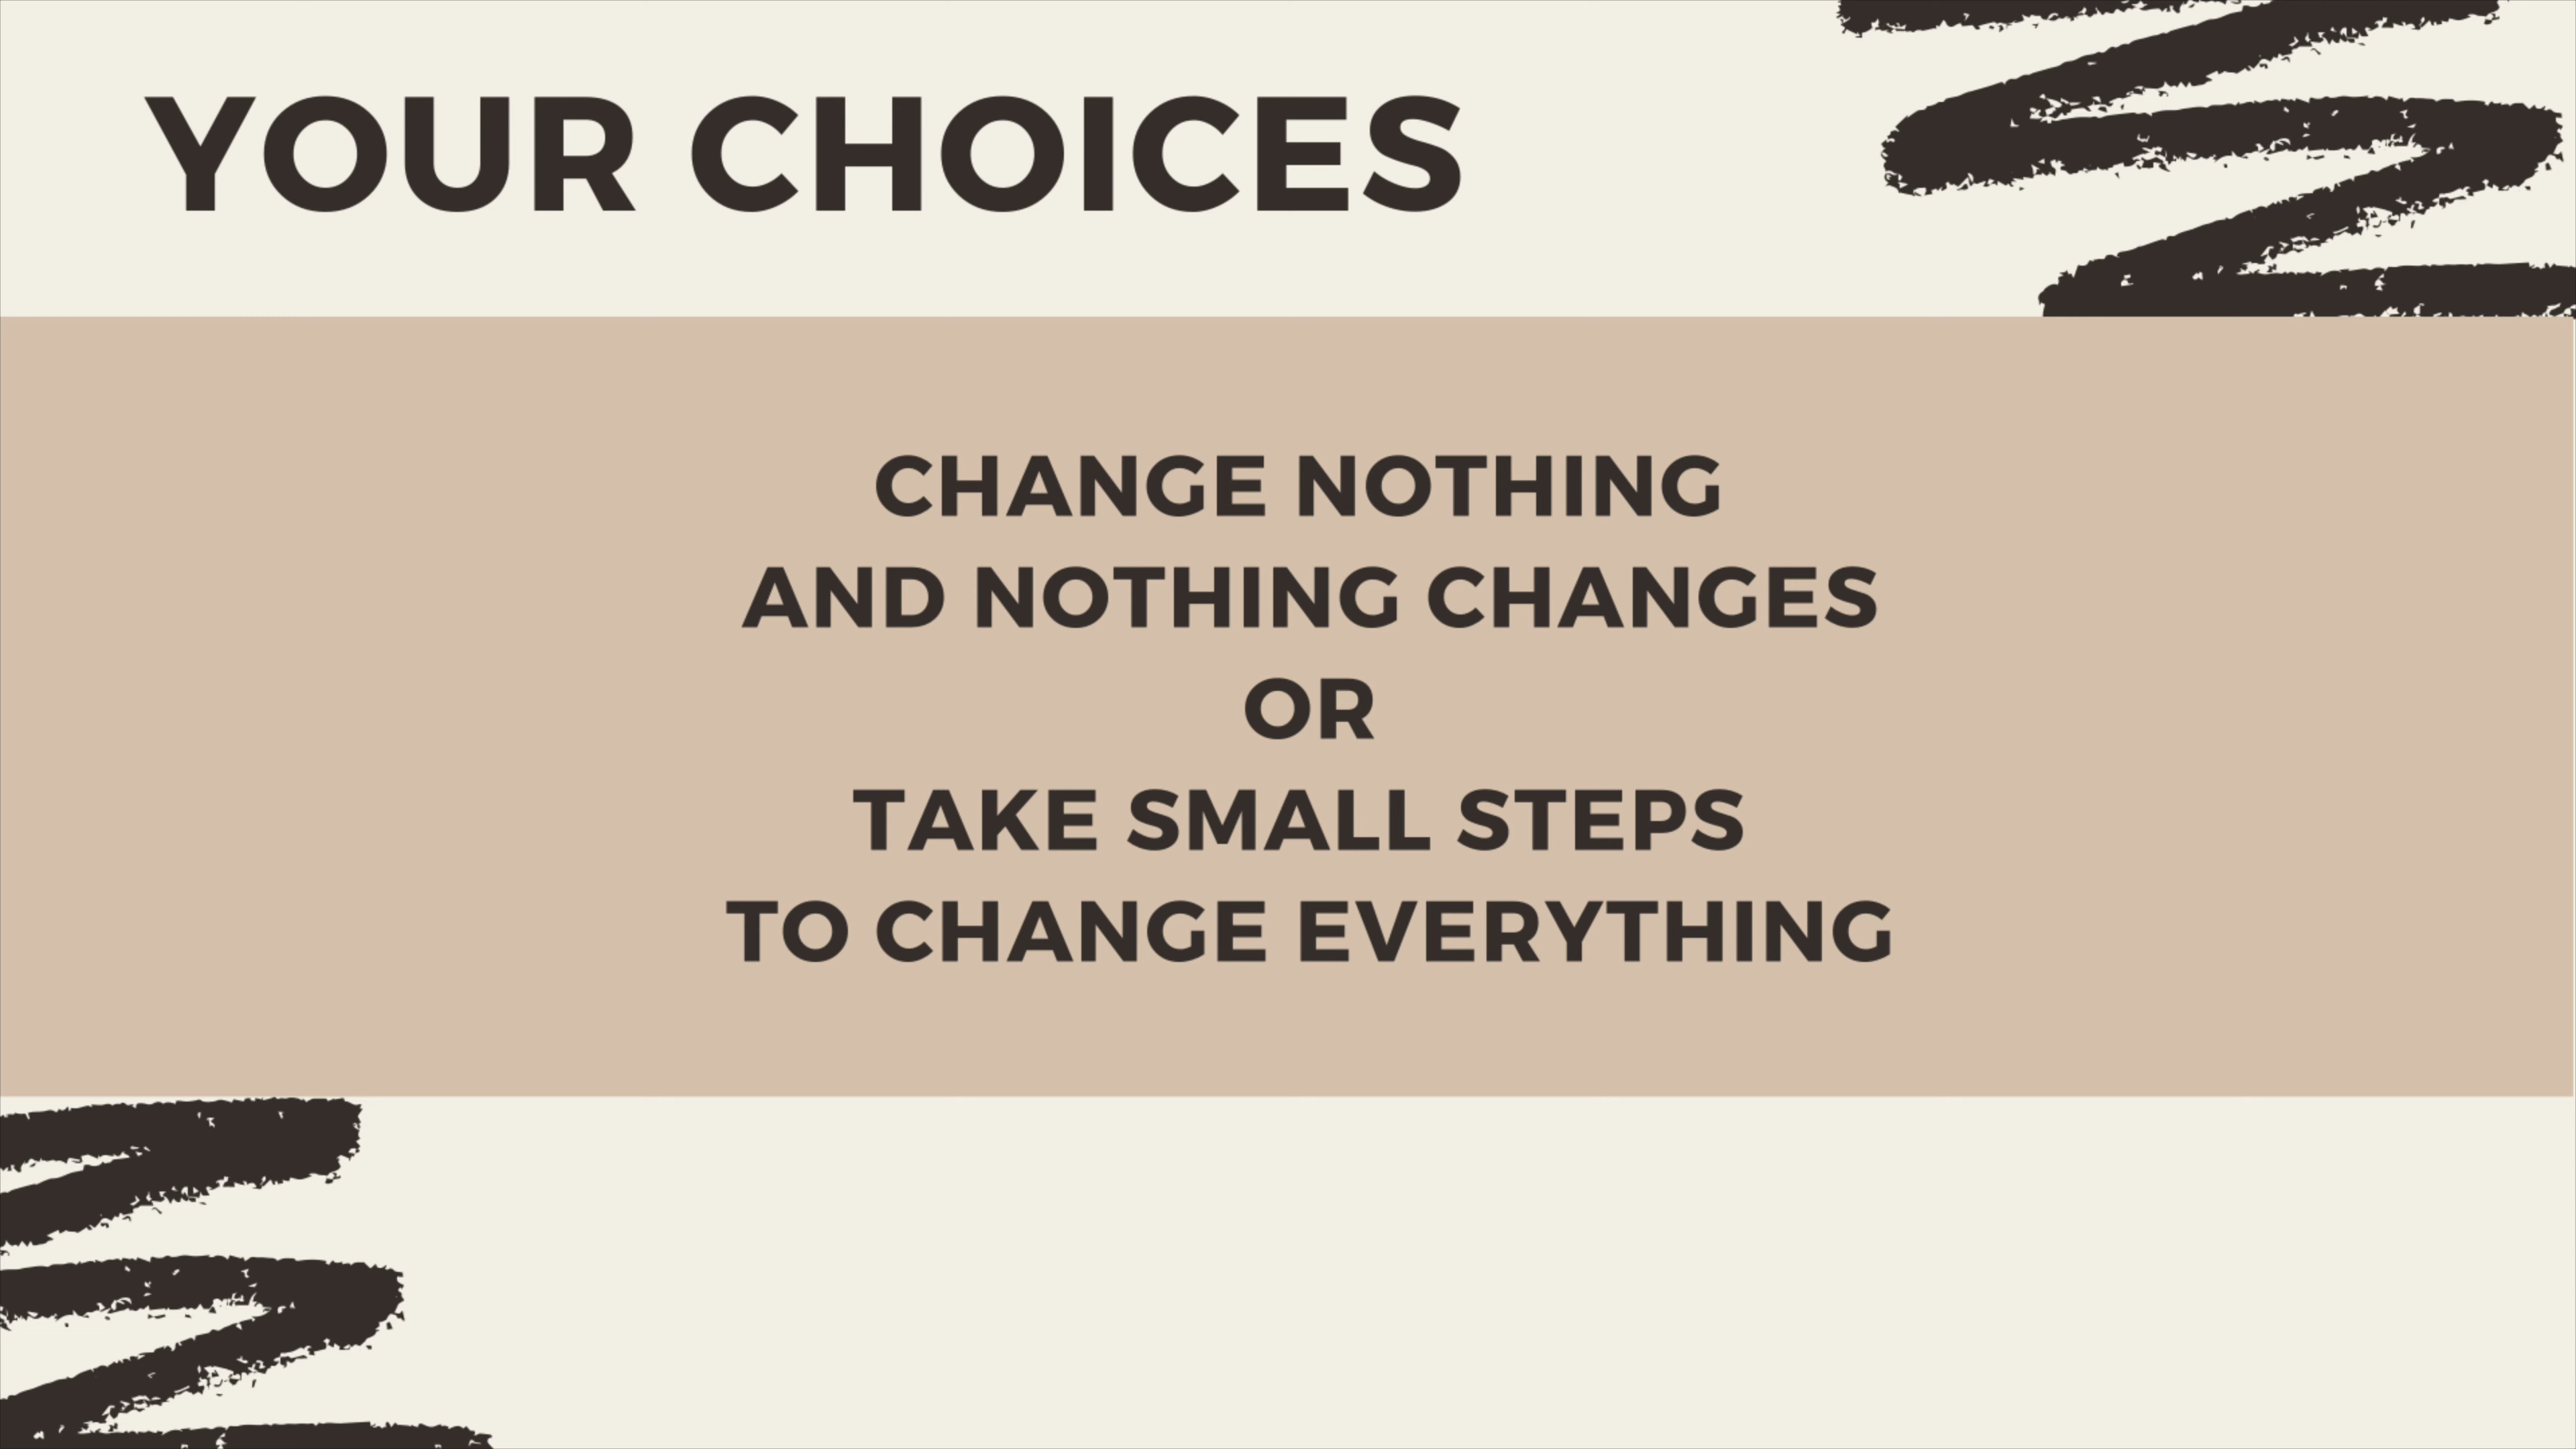 YOUR CHOICES
CHANGE NOTHING
AND NOTHING CHANGES
OR
TAKE SMALL STEPS
TO CHANGE EVERYTHING